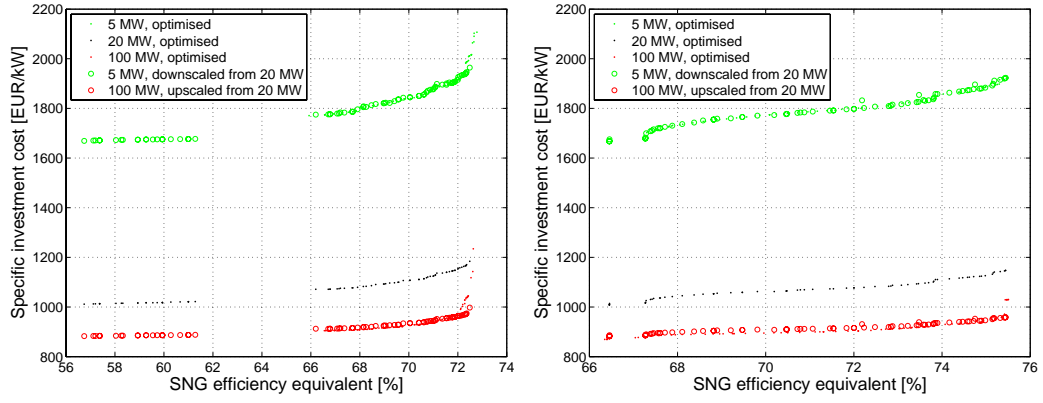 2200
2000
1800
1600
1400
1200
1000
800
Specific investment cost [EUR/kW]
5 MW, optimised
20 MW, optimised
100 MW, optimised
5 MW, downscaled from 20 MW
100 MW, upscaled from 20 MW
56 58 60 62 64 66 68 70 72 74
SNG efficiency equivalent [%]
2200
2000
1800
1600
1400
1200
1000
800
Specific investment cost [EUR/kW]
5 MW, optimised
20 MW, optimised
100 MW, optimised
5 MW, downscaled from 20 MW
100 MW, upscaled from 20 MW
66 68 70 72 74 76
SNG efficiency equivalent [%]